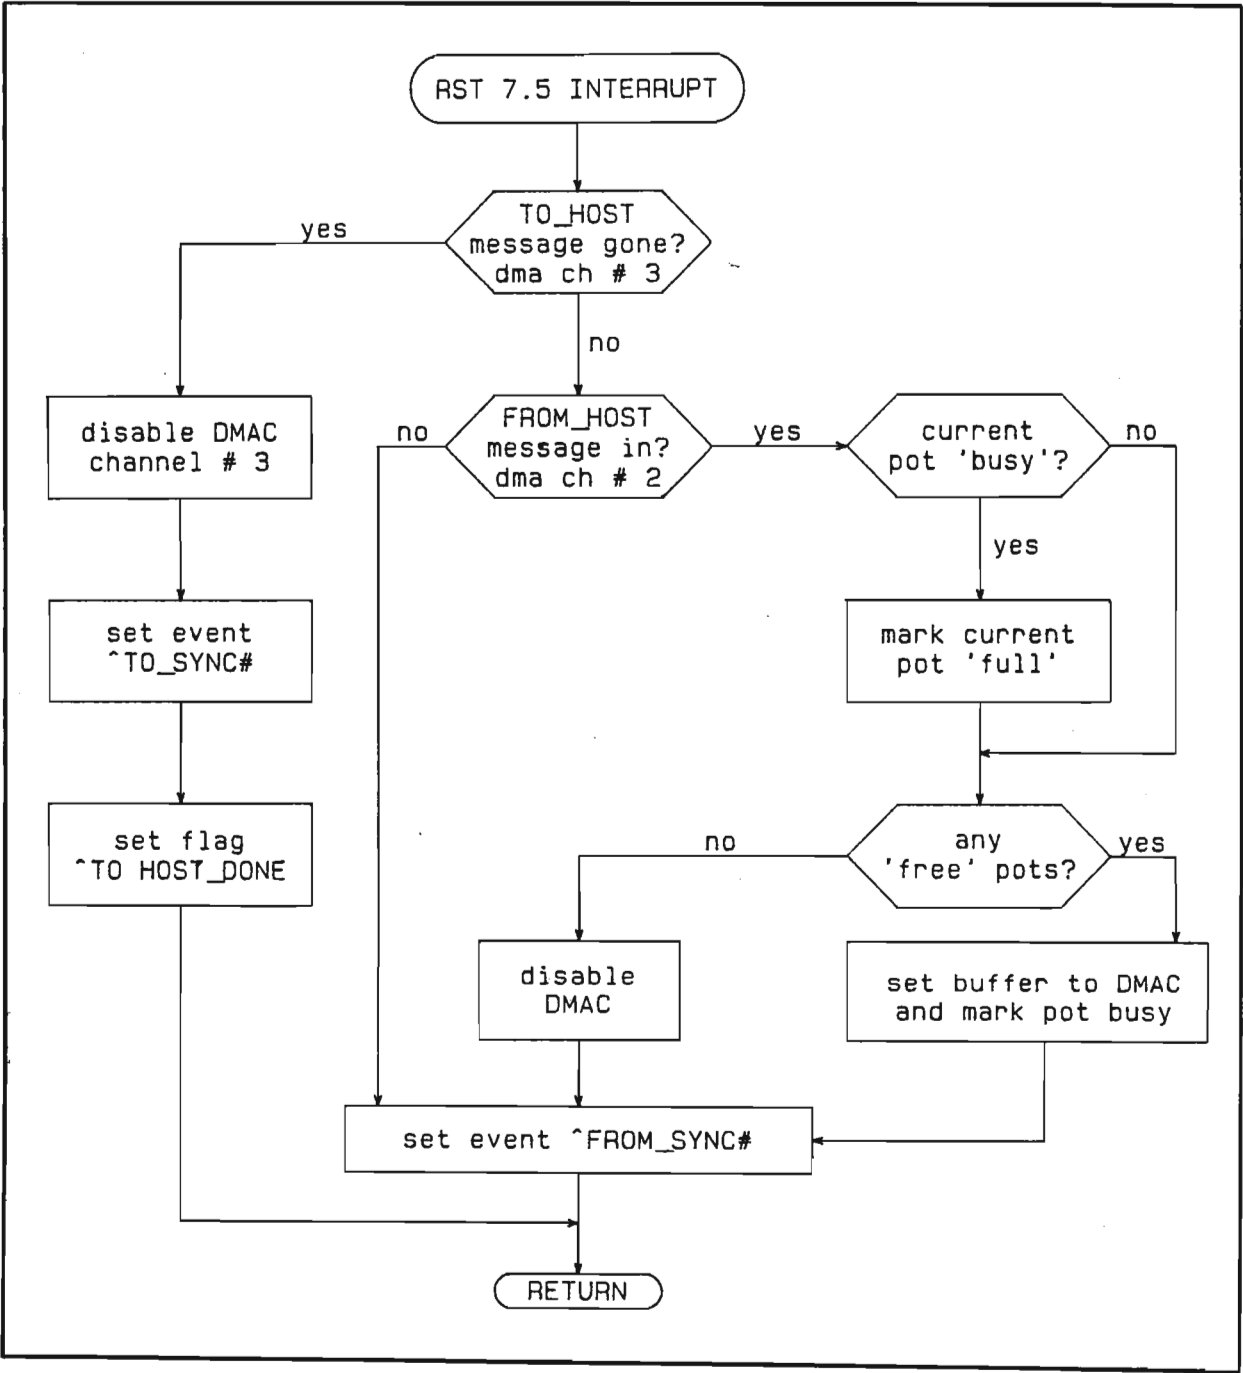 RST 7.5 INTERRUPT
TO_HOST
message gone?
dma ch # 3
yes
no
FROM_HOST
message in?
dma ch # 2
no
yes
current
pot 'busy'?
no
yes
disable DMAC
channel # 3
set event
^TO_SYNC#
mark current
pot 'full'
set flag
^TO HOST_DONE
any
'free' pots?
no
yes
disable
DMAC
set buffer to DMAC
and mark pot busy
set event ^FROM_SYNC#
RETURN